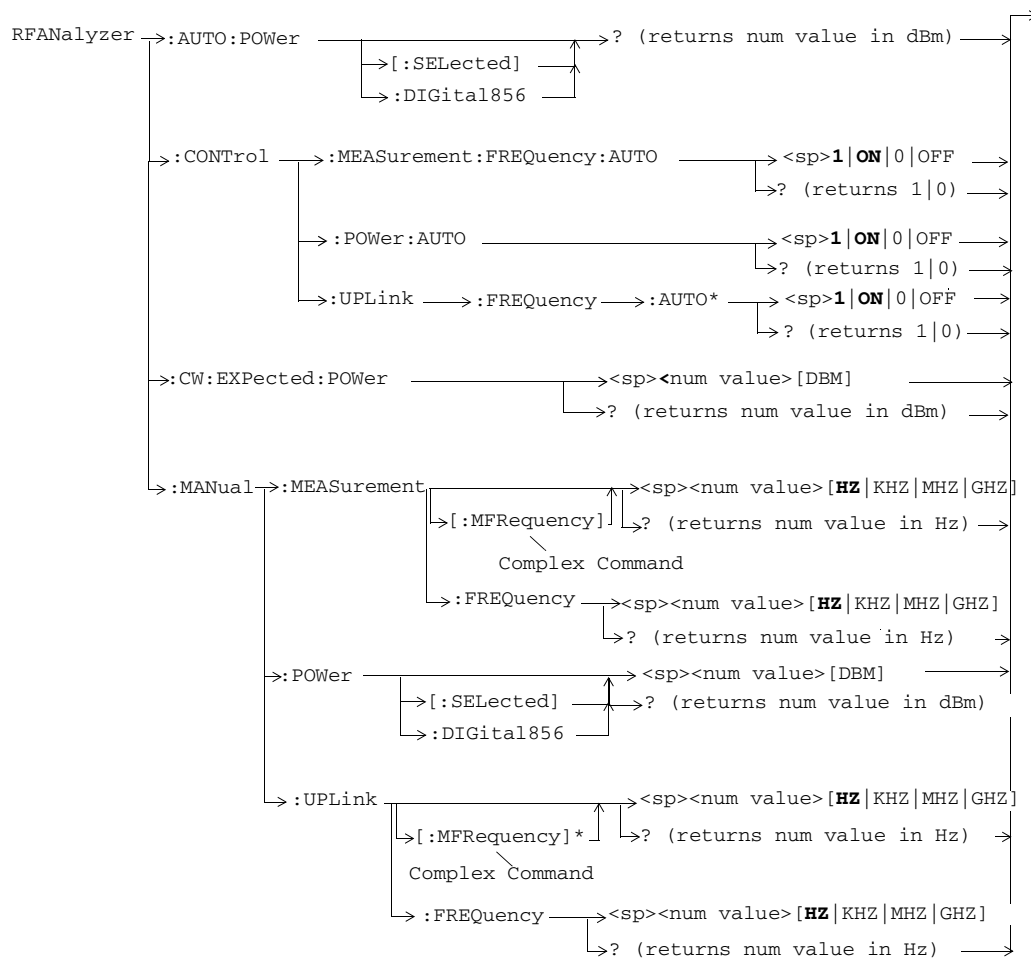 RFANalyzer :AUTO:POWer ? (returns num value in dBm)
[:SELected]
:DIGital856
:CONTrol :MEASurement:FREQuency:AUTO <sp>1|ON|0|OFF
? (returns 1|0)
:POWer:AUTO <sp>1|ON|0|OFF
? (returns 1|0)
:UPLink :FREQuency :AUTO* <sp>1|ON|0|OFF
? (returns 1|0)
:CW:EXPected:POWer <sp><num value>[DBM]
? (returns num value in dBm)
:MANual :MEASurement <sp><num value>[HZ|KHZ|MHZ|GHZ]
[:MFRequency] ? (returns num value in Hz)
Complex Command
:FREQuency <sp><num value>[HZ|KHZ|MHZ|GHZ]
? (returns num value in Hz)
:POWer <sp><num value>[DBM]
[:SELected] ? (returns num value in dBm)
:DIGital856
:UPLink <sp><num value>[HZ|KHZ|MHZ|GHZ]
[:MFRequency]* ? (returns num value in Hz)
Complex Command
:FREQuency <sp><num value>[HZ|KHZ|MHZ|GHZ]
? (returns num value in Hz)